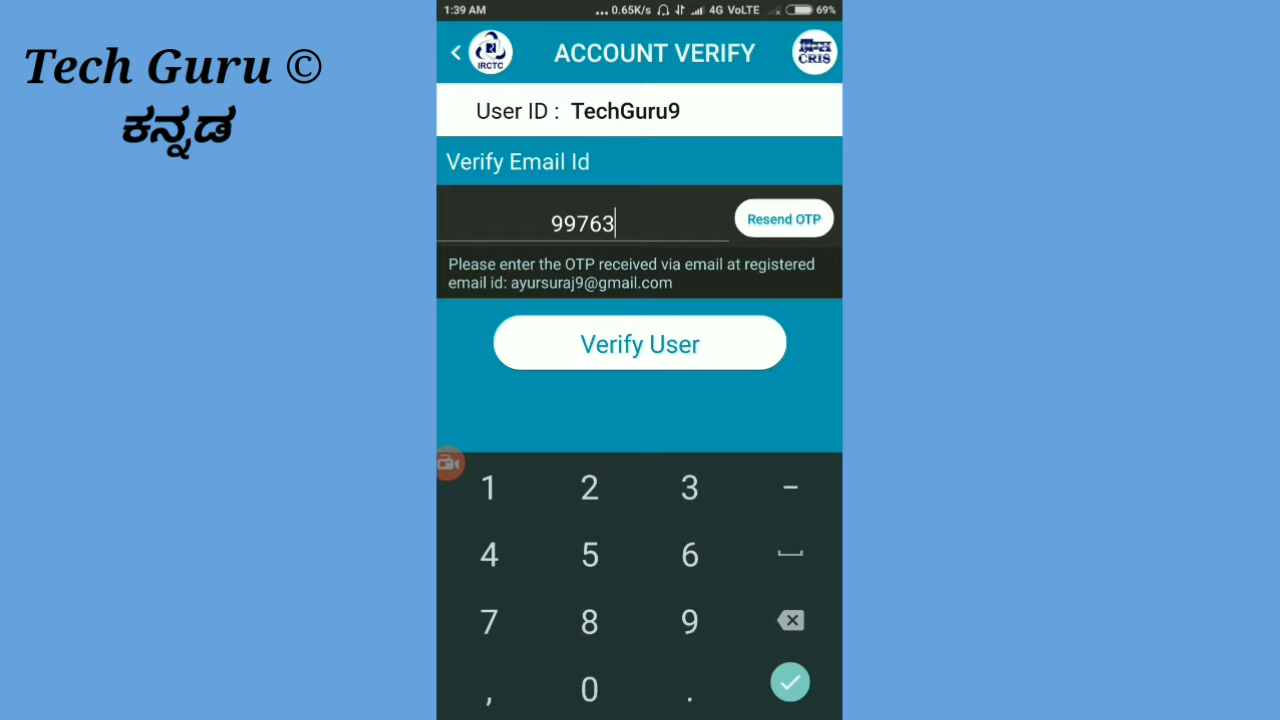 Tech Guru ©
ಕನ್ನಡ
1:39 AM ... 0.65K/s 4G VoLTE 69%
< IRCTC ACCOUNT VERIFY CRIS
User ID : TechGuru9
Verify Email Id
99763 Resend OTP
Please enter the OTP received via email at registered
email id: ayursuraj9@gmail.com
Verify User
1 2 3 -
4 5 6
7 8 9
, 0 .